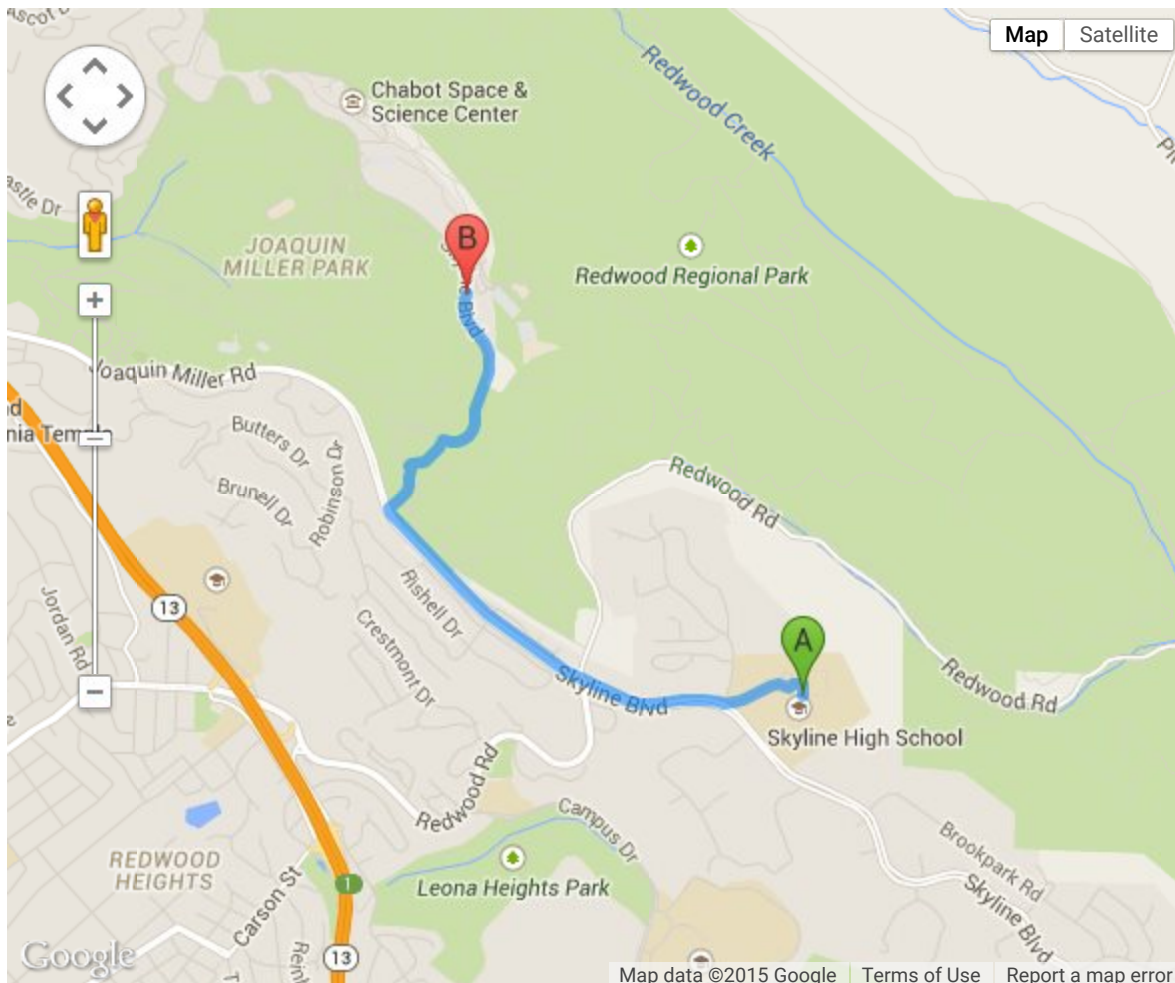 Map
Satellite
Chabot Space &
Science Center
Redwood Creek
JOAQUIN
MILLER PARK
B
Blvd
Redwood Regional Park
Joaquin Miller Rd
Butters Dr
Brunell Dr
Robinson Dr
Redwood Rd
13
Jordan Rd
Rishell Dr
Crestmont Dr
A
Skyline Blvd
Redwood Rd
Skyline High School
Redwood Rd
Campus Dr
Brookpark Rd
REDWOOD
HEIGHTS
Leona Heights Park
1
Carson St
Skyline Blvd
13
Google
Map data ©2015 Google
Terms of Use
Report a map error